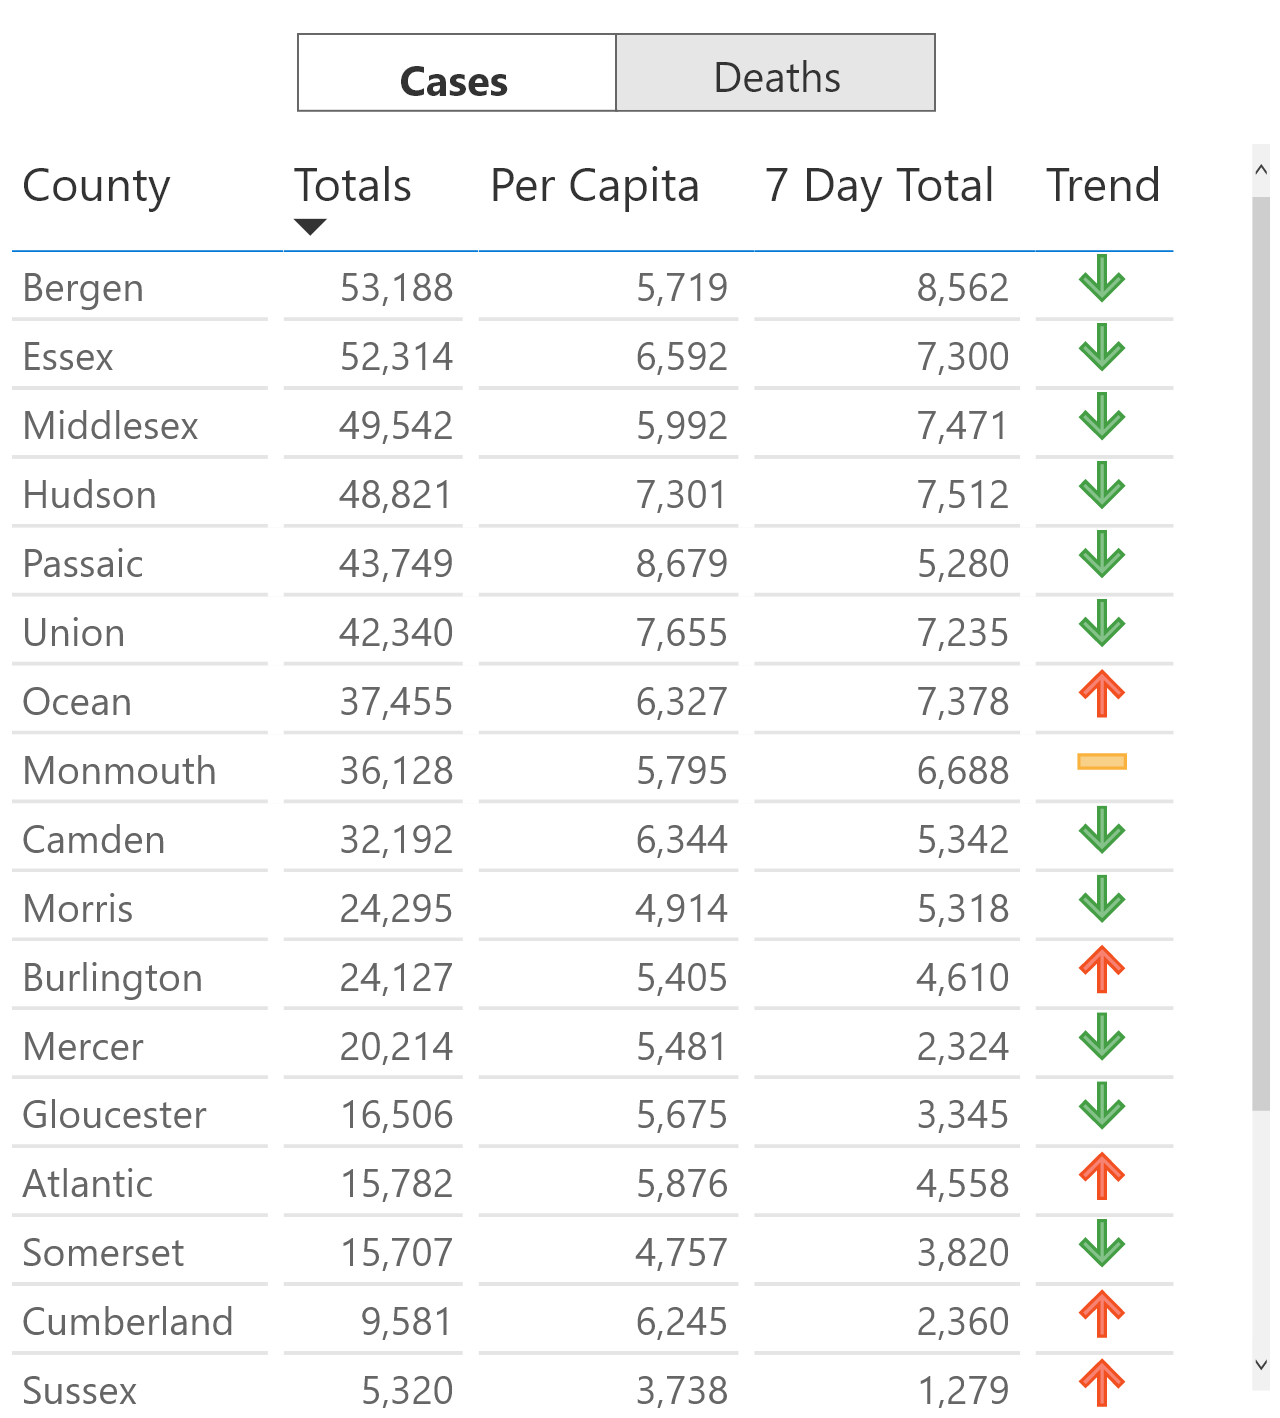 Cases Deaths
County Totals Per Capita 7 Day Total Trend
Bergen 53,188 5,719 8,562
Essex 52,314 6,592 7,300
Middlesex 49,542 5,992 7,471
Hudson 48,821 7,301 7,512
Passaic 43,749 8,679 5,280
Union 42,340 7,655 7,235
Ocean 37,455 6,327 7,378
Monmouth 36,128 5,795 6,688
Camden 32,192 6,344 5,342
Morris 24,295 4,914 5,318
Burlington 24,127 5,405 4,610
Mercer 20,214 5,481 2,324
Gloucester 16,506 5,675 3,345
Atlantic 15,782 5,876 4,558
Somerset 15,707 4,757 3,820
Cumberland 9,581 6,245 2,360
Sussex 5,320 3,738 1,279